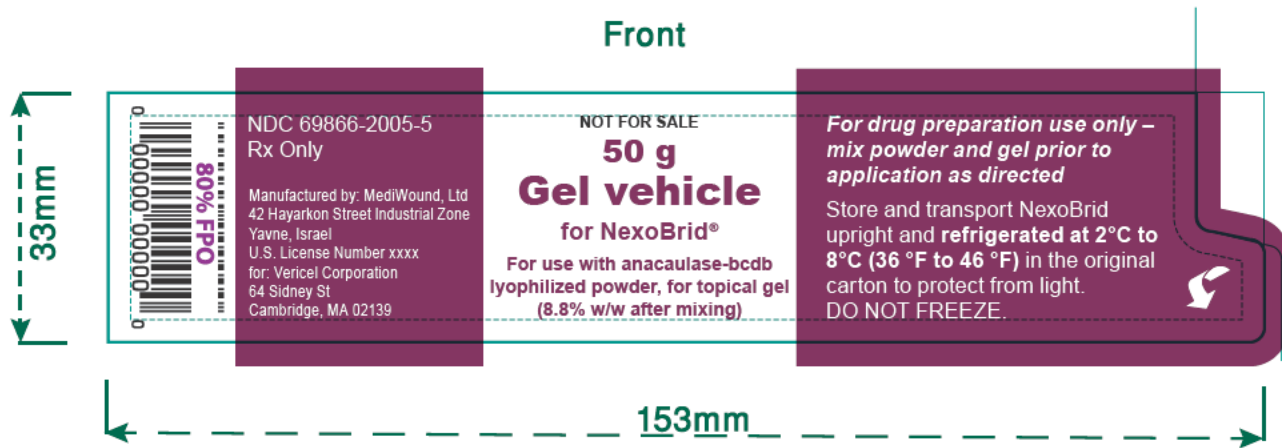 Front
33mm
0
00000 00000
0
80% FPO
NDC 69866-2005-5
Rx Only
Manufactured by: MediWound, Ltd
42 Hayarkon Street Industrial Zone
Yavne, Israel
U.S. License Number xxxx
for: Vericel Corporation
64 Sidney St
Cambridge, MA 02139
NOT FOR SALE
50 g
Gel vehicle
for NexoBrid®
For use with anacaulase-bcdb
lyophilized powder, for topical gel
(8.8% w/w after mixing)
For drug preparation use only –
mix powder and gel prior to
application as directed
Store and transport NexoBrid
upright and refrigerated at 2°C to
8°C (36 °F to 46 °F) in the original
carton to protect from light.
DO NOT FREEZE.
153mm